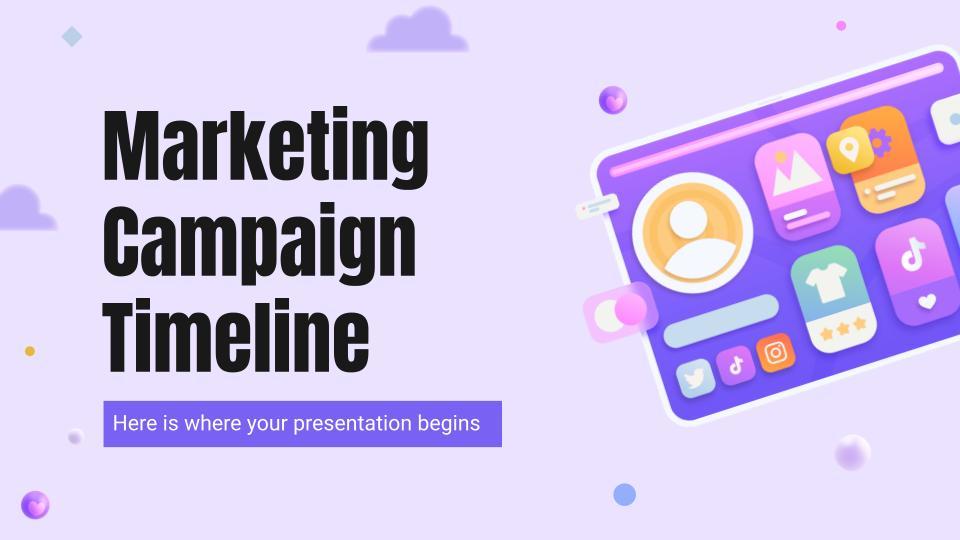 Marketing
Campaign
Timeline
Here is where your presentation begins